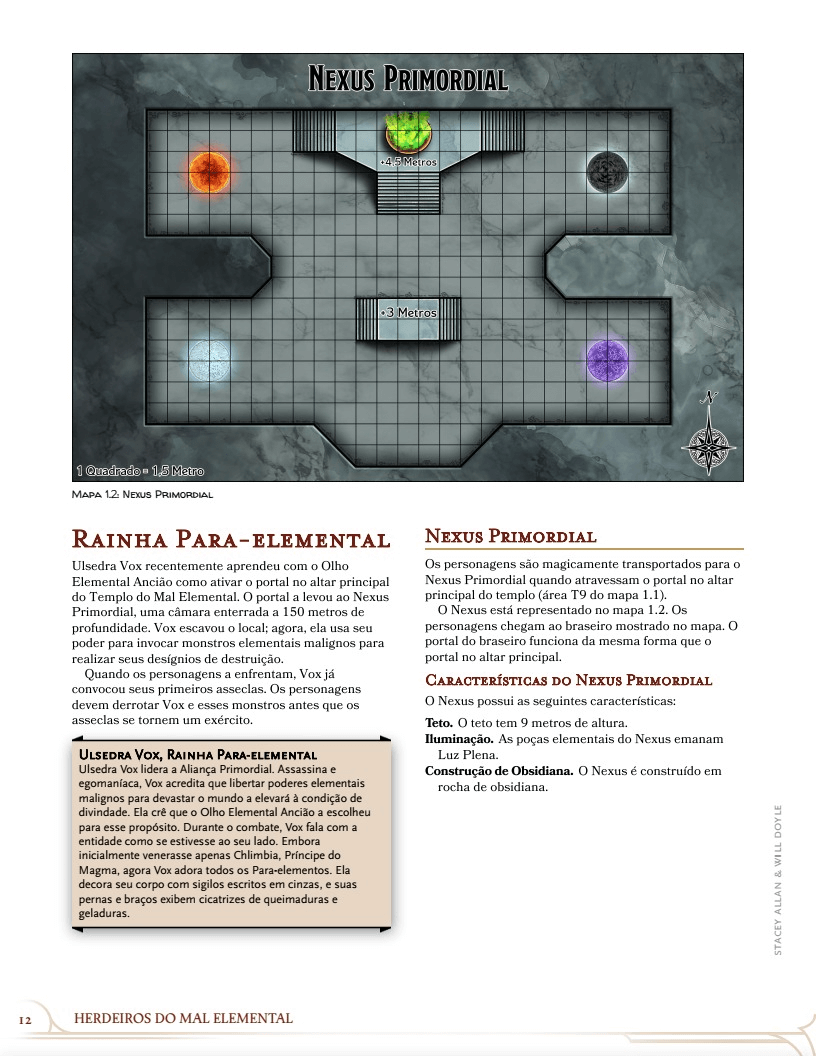 NEXUS PRIMORDIAL
+4,5 Metros
+3 Metros
N
1 Quadrado = 1,5 Metro
MAPA 1.2: NEXUS PRIMORDIAL
RAINHA PARA-ELEMENTAL
Ulsedra Vox recentemente aprendeu com o Olho
Elemental Ancião como ativar o portal no altar principal
do Templo do Mal Elemental. O portal a levou ao Nexus
Primordial, uma câmara enterrada a 150 metros de
profundidade. Vox escavou o local; agora, ela usa seu
poder para invocar monstros elementais malignos para
realizar seus desígnios de destruição.
Quando os personagens a enfrentam, Vox já
convocou seus primeiros asseclas. Os personagens
devem derrotar Vox e esses monstros antes que os
asseclas se tornem um exército.
ULSEDRA VOX, RAINHA PARA-ELEMENTAL
Ulsedra Vox lidera a Aliança Primordial. Assassina e
egomaníaca, Vox acredita que libertar poderes elementais
malignos para devastar o mundo a elevará à condição de
divindade. Ela crê que o Olho Elemental Ancião a escolheu
para esse propósito. Durante o combate, Vox fala com a
entidade como se estivesse ao seu lado. Embora
inicialmente venerasse apenas Chlimbia, Príncipe do
Magma, agora Vox adora todos os Para-elementos. Ela
decora seu corpo com sigilos escritos em cinzas, e suas
pernas e braços exibem cicatrizes de queimaduras e
geladuras.
NEXUS PRIMORDIAL
Os personagens são magicamente transportados para o
Nexus Primordial quando atravessam o portal no altar
principal do templo (área T9 do mapa 1.1).
O Nexus está representado no mapa 1.2. Os
personagens chegam ao braseiro mostrado no mapa. O
portal do braseiro funciona da mesma forma que o
portal no altar principal.
CARACTERÍSTICAS DO NEXUS PRIMORDIAL
O Nexus possui as seguintes características:
Teto. O teto tem 9 metros de altura.
Iluminação. As poças elementais do Nexus emanam
Luz Plena.
Construção de Obsidiana. O Nexus é construído em
rocha de obsidiana.
STACEY ALLAN & WILL DOYLE
12
HERDEIROS DO MAL ELEMENTAL